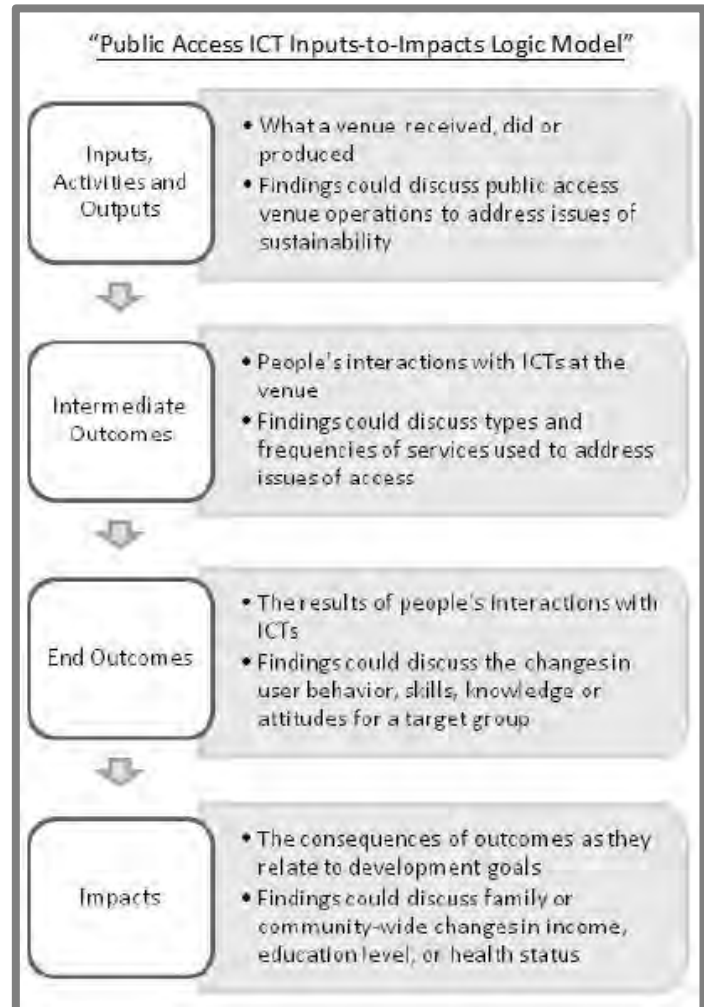 "Public Access ICT Inputs-to-Impacts Logic Model"
Inputs,
Activities and
Outputs
• What a venue received, did or
produced
• Findings could discuss public access
venue operations to address issues of
sustainability
Intermediate
Outcomes
• People's interactions with ICTs at the
venue
• Findings could discuss types and
frequencies of services used to address
issues of access
End Outcomes
• The results of people's interactions with
ICTs
• Findings could discuss the changes in
user behavior, skills, knowledge or
attitudes for a target group
Impacts
• The consequences of outcomes as they
relate to development goals
• Findings could discuss family or
community-wide changes in income,
education level, or health status